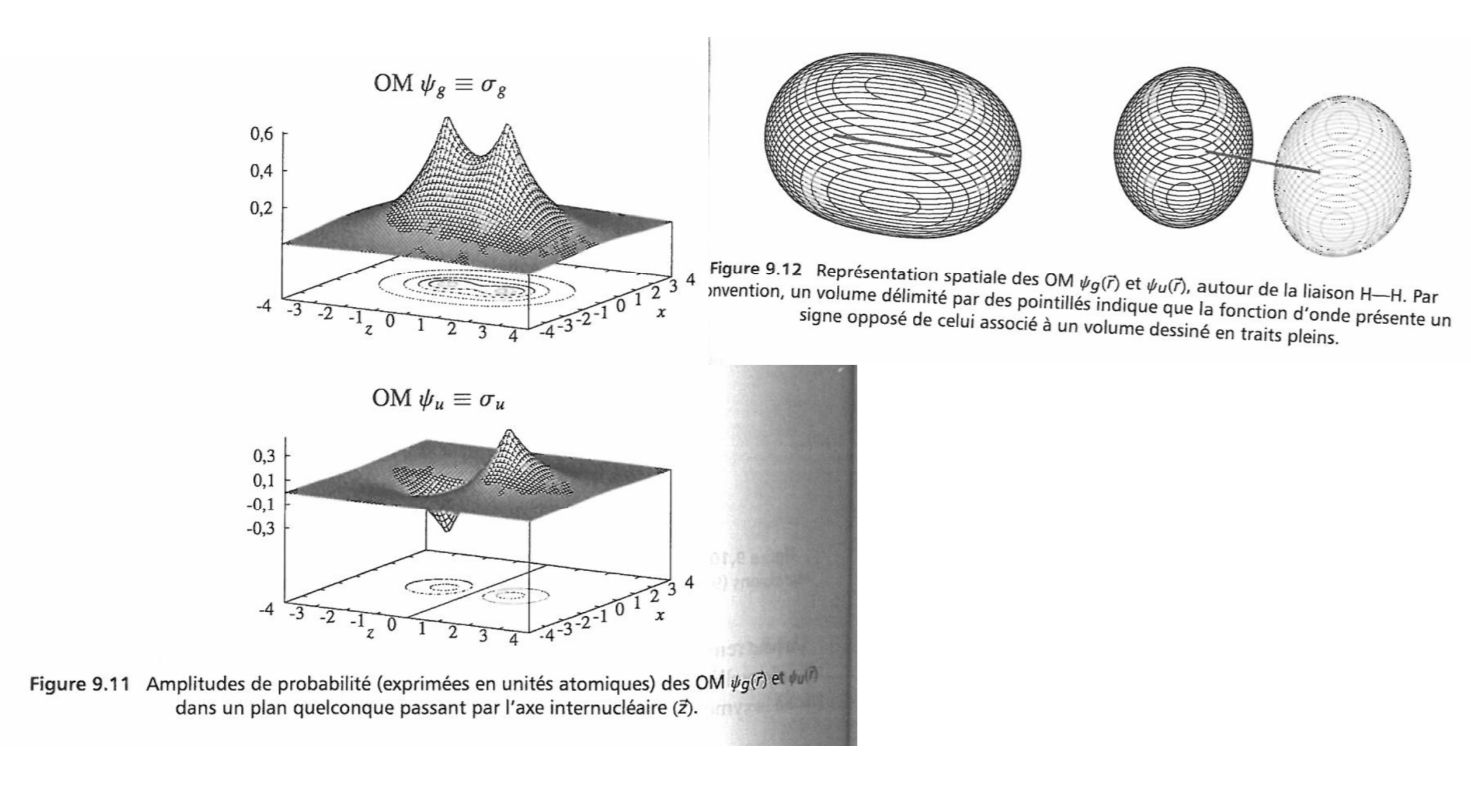 OM ψg ≡ σg
0,6
0,4
0,2
-4 -3 -2 -1 z 0 1 2 3 4
-4 -3 -2 -1 0 1 2 3 4
x
OM ψu ≡ σu
0,3
0,1
-0,1
-0,3
-4 -3 -2 -1 z 0 1 2 3 4
-4 -3 -2 -1 0 1 2 3 4
x
Figure 9.11 Amplitudes de probabilité (exprimées en unités atomiques) des OM ψg(r⃗) et ψu(r⃗)
dans un plan quelconque passant par l'axe internucléaire (z⃗).
Figure 9.12 Représentation spatiale des OM ψg(r⃗) et ψu(r⃗), autour de la liaison H—H. Par
onvention, un volume délimité par des pointillés indique que la fonction d'onde présente un
signe opposé de celui associé à un volume dessiné en traits pleins.